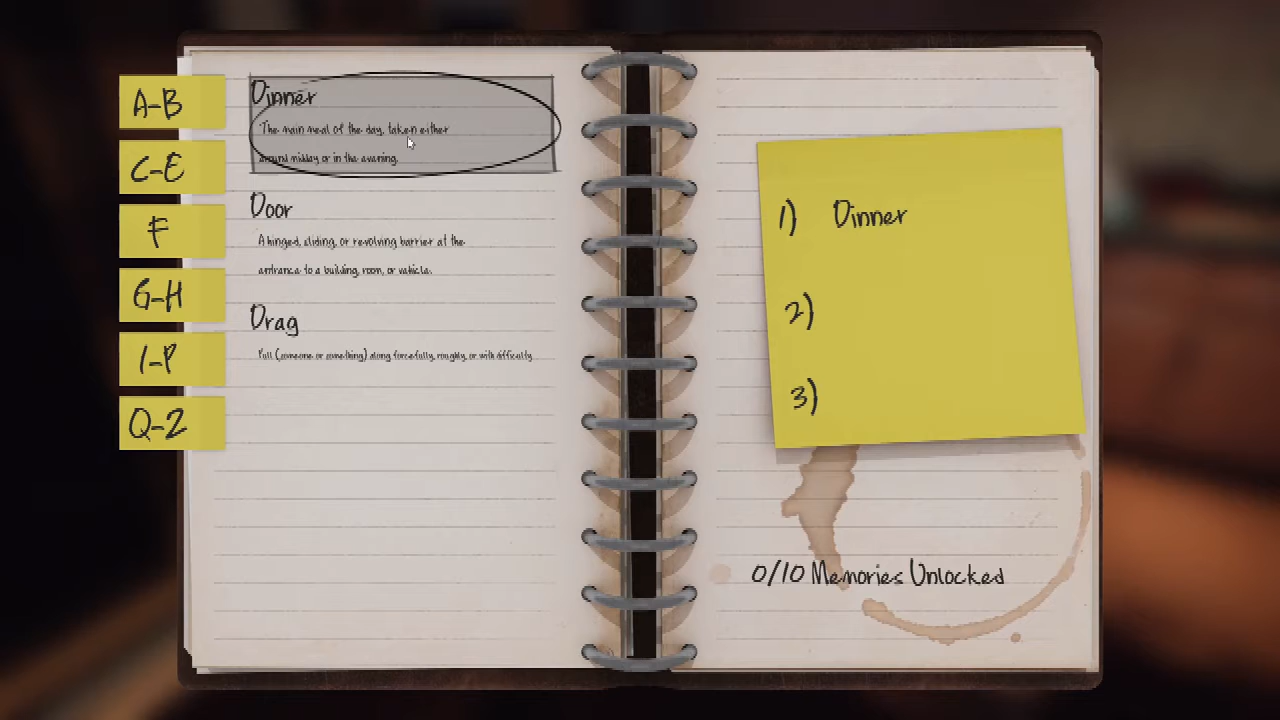 A-B
C-E
F
G-H
I-P
Q-Z
Dinner
The main meal of the day, taken either
around midday or in the evening.
Door
A hinged, sliding, or revolving barrier at the
entrance to a building, room, or vehicle.
Drag
Pull (someone or something) along forcefully, roughly, or with difficulty
1) Dinner
2)
3)
0/10 Memories Unlocked